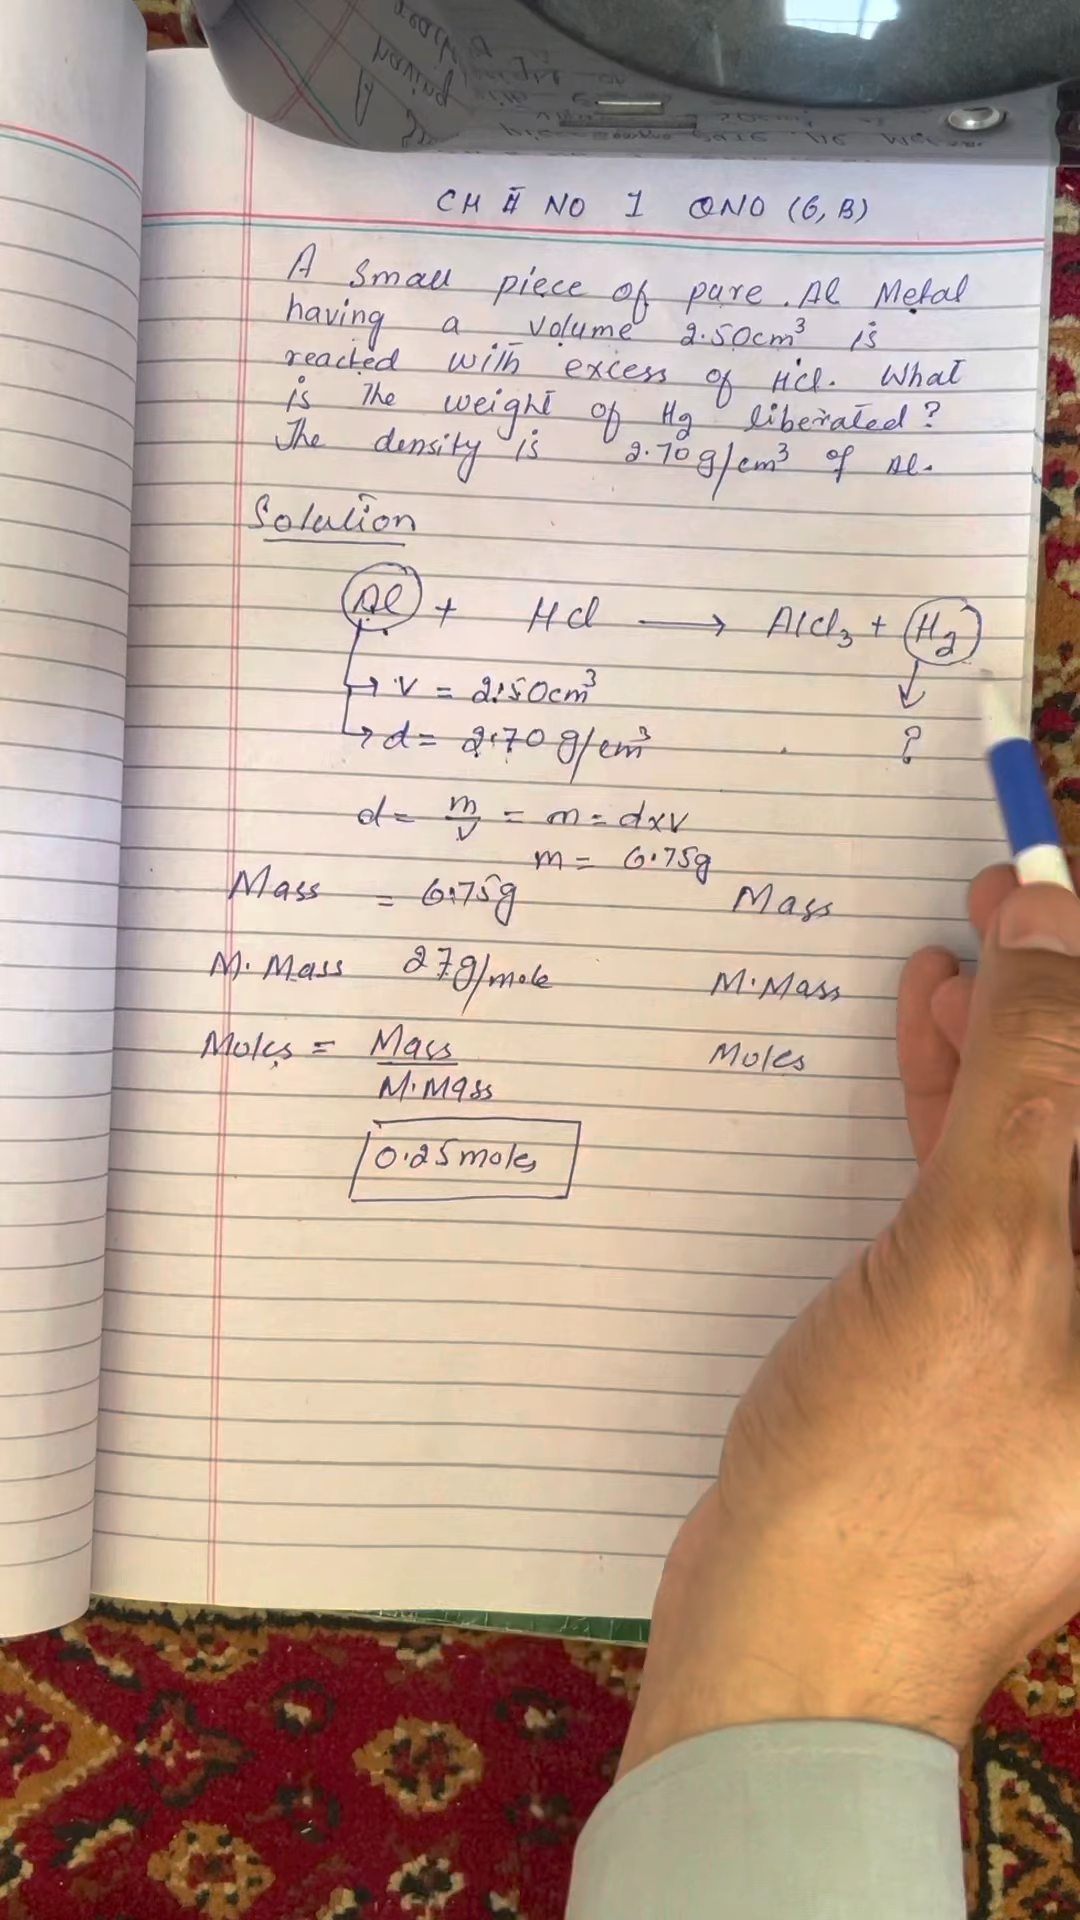 CH # NO 1 QNO (6, B)
A Small piece of pure . Al Metal
having a volume 2.50cm³ is
reacted with excess of Hcl. What
is the weight of H2 liberated ?
The density is 2.70g/cm³ of Al.
Solution
Al + Hcl → Alcl3 + H2
→ v = 2.50cm³
→ d = 2.70 g/cm³ ?
d = m/v = m = dxv
m = 6.75g
Mass = 6.75g Mass
M. Mass 27g/mole M.Mass
Moles = Mass Moles
M.Mass
0.25 moles